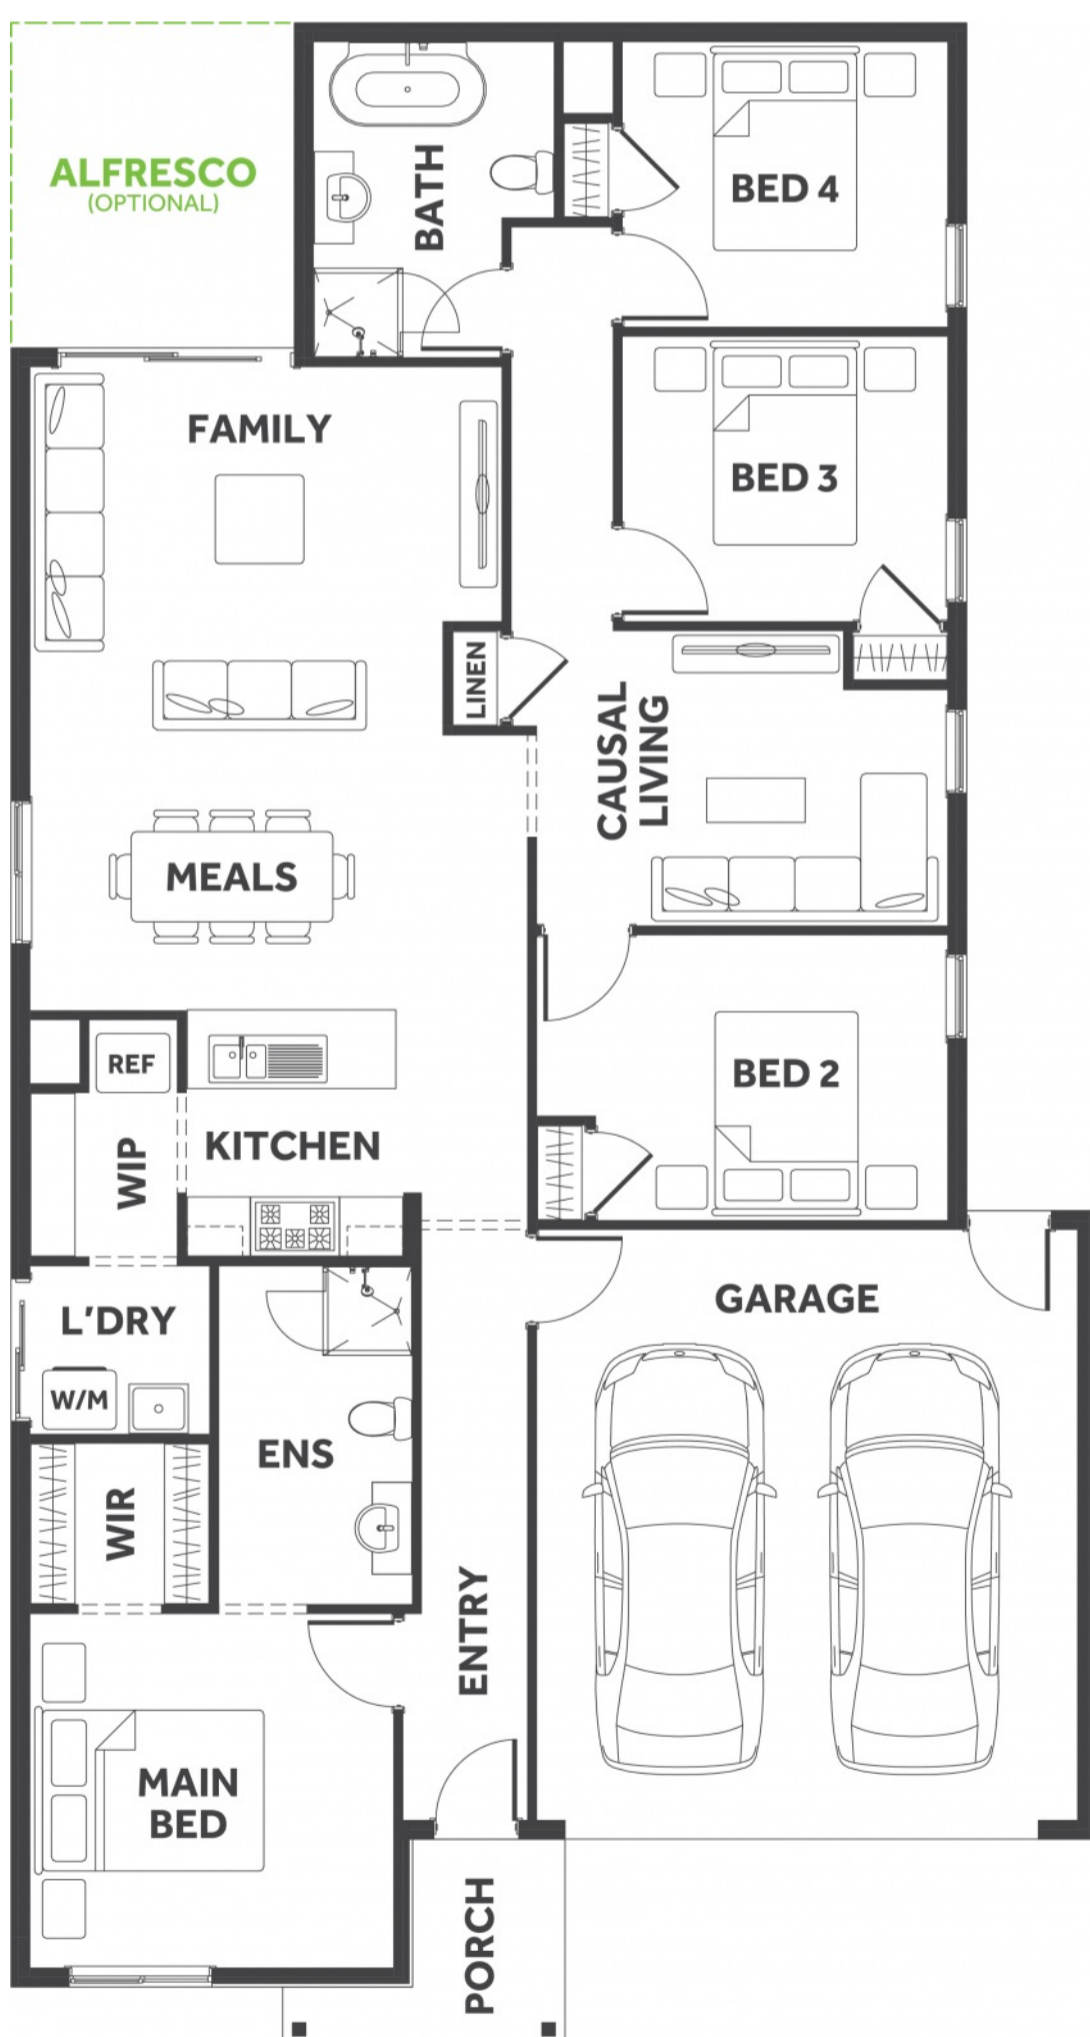 ALFRESCO
(OPTIONAL)
BATH
BED 4
FAMILY
BED 3
LINEN
CAUSAL
LIVING
MEALS
REF
BED 2
WIP
KITCHEN
L'DRY
GARAGE
W/M
ENS
WIR
ENTRY
MAIN
BED
PORCH